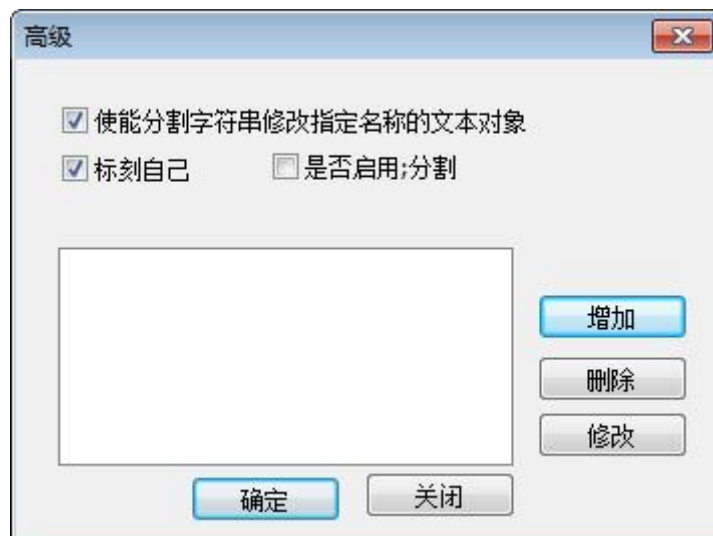 高级
使能分割字符串修改指定名称的文本对象
标刻自己 是否启用;分割
增加
删除
修改
确定 关闭